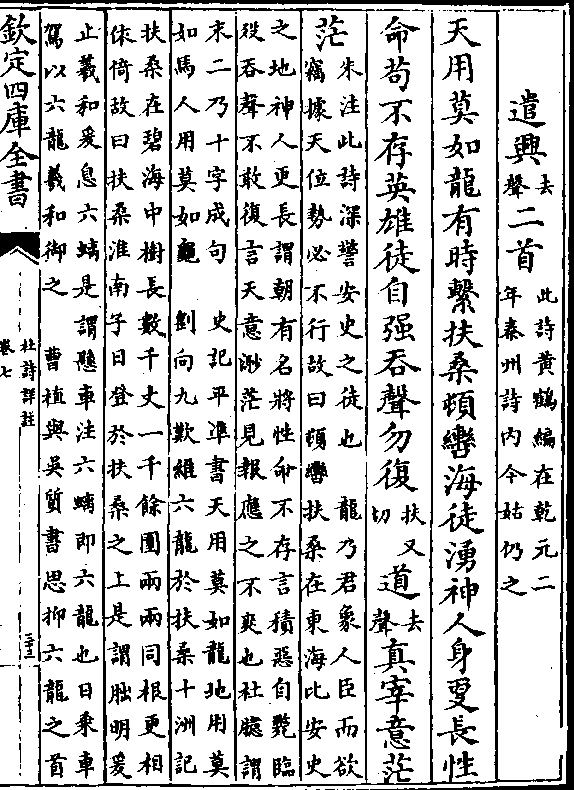 遣興去聲二首此詩黄鶴編在乾元二年秦州詩内今姑仍之
天用莫如龍有時繫扶桑頓轡海徒湧神人身更長性
命苟不存英雄徒自强吞聲勿復扶又切道去聲真宰意茫
茫朱注此詩深警安史之徒也　龍乃君象人臣而欲
竊據天位勢必不行故曰頓轡扶桑在東海比安史
之地神人更長謂朝有名將性命不存言積惡自斃臨
殁吞聲不敢復言天意渺茫見報應之不爽也杜臆謂
末二乃十字成句　史記平準書天用莫如龍地用莫
如馬人用莫如龜　劉向九歎維六龍於扶桑十洲記
扶桑在碧海中樹長數千丈一千餘圍兩兩同根更相
依倚故曰扶桑淮南子日登於扶桑之上是謂朏明爰
止羲和爰息六螭是謂懸車注六螭即六龍也日乘車
駕以六龍羲和御之　曹植與吳質書思抑六龍之首
欽定四庫全書
杜詩詳註
卷七
二三